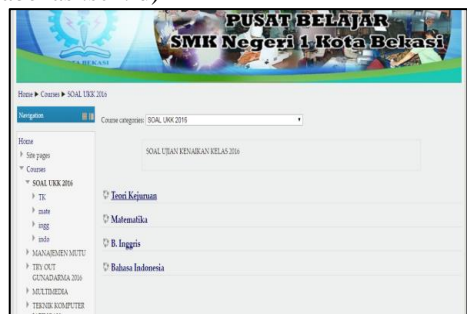 PUSAT BELAJAR
SMK Negeri 1 Kota Bekasi
Home ▶ Courses ▶ SOAL UKK 2016
Navigation
Course categories: SOAL UKK 2016
Home
Site pages
Courses
SOAL UKK 2016
TK
mate
ingg
indo
MANAJEMEN MUTU
TRY OUT
GUNADARMA 2016
MULTIMEDIA
TEKNIK KOMPUTER
SOAL UJIAN KENAIKAN KELAS 2016
Teori Kejuruan
Matematika
B. Inggris
Bahasa Indonesia